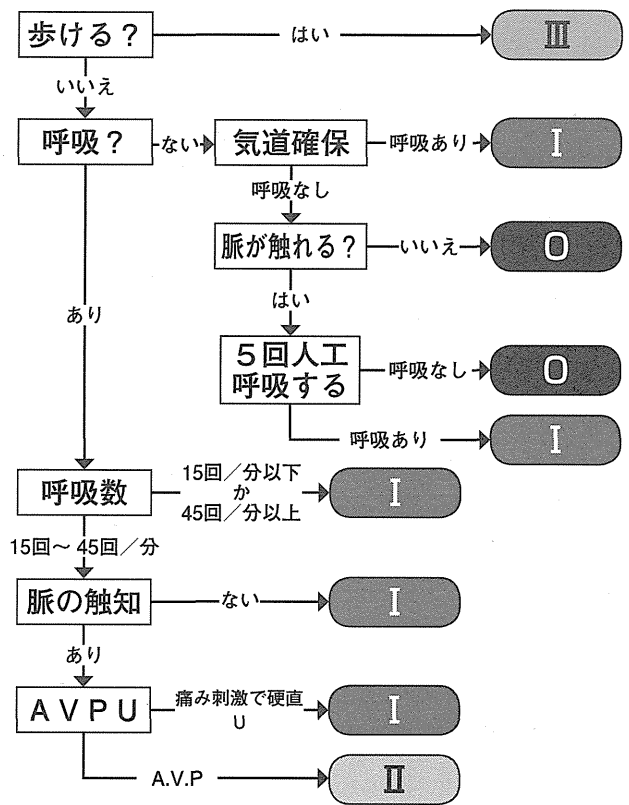 歩ける?
はい
Ⅲ
いいえ
呼吸?
ない
気道確保
呼吸あり
Ⅰ
呼吸なし
脈が触れる?
いいえ
0
はい
あり
5回人工
呼吸する
呼吸なし
0
呼吸あり
Ⅰ
呼吸数
15回/分以下
か
45回/分以上
Ⅰ
15回~45回/分
脈の触知
ない
Ⅰ
あり
AVPU
痛み刺激で硬直
U
Ⅰ
A.V.P
Ⅱ